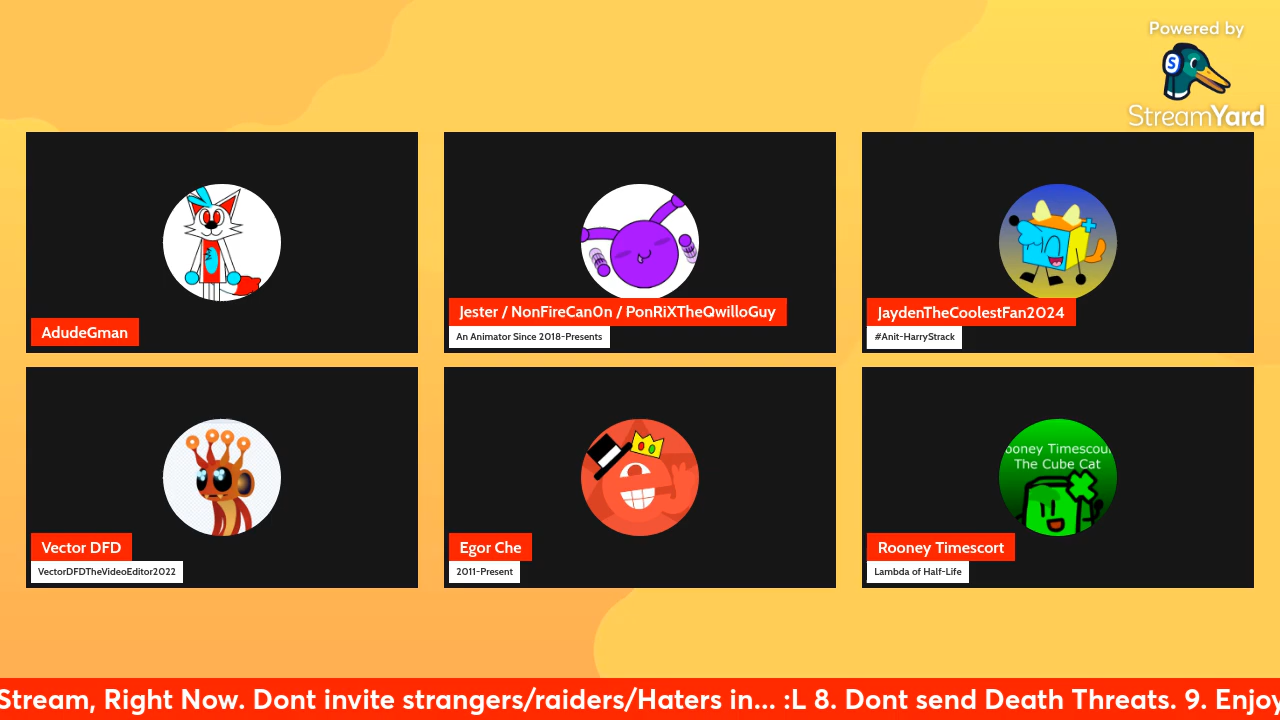 Powered by
StreamYard
AdudeGman
Jester / NonFireCan0n / PonRiXTheQwilloGuy
An Animator Since 2018-Presents
JaydenTheCoolestFan2024
#Anit-HarryStrack
Vector DFD
VectorDFDTheVideoEditor2022
Egor Che
2011-Present
ooney Timescou
The Cube Cat
Rooney Timescort
Lambda of Half-Life
Stream, Right Now. Dont invite strangers/raiders/Haters in... :L 8. Dont send Death Threats. 9. Enjoy